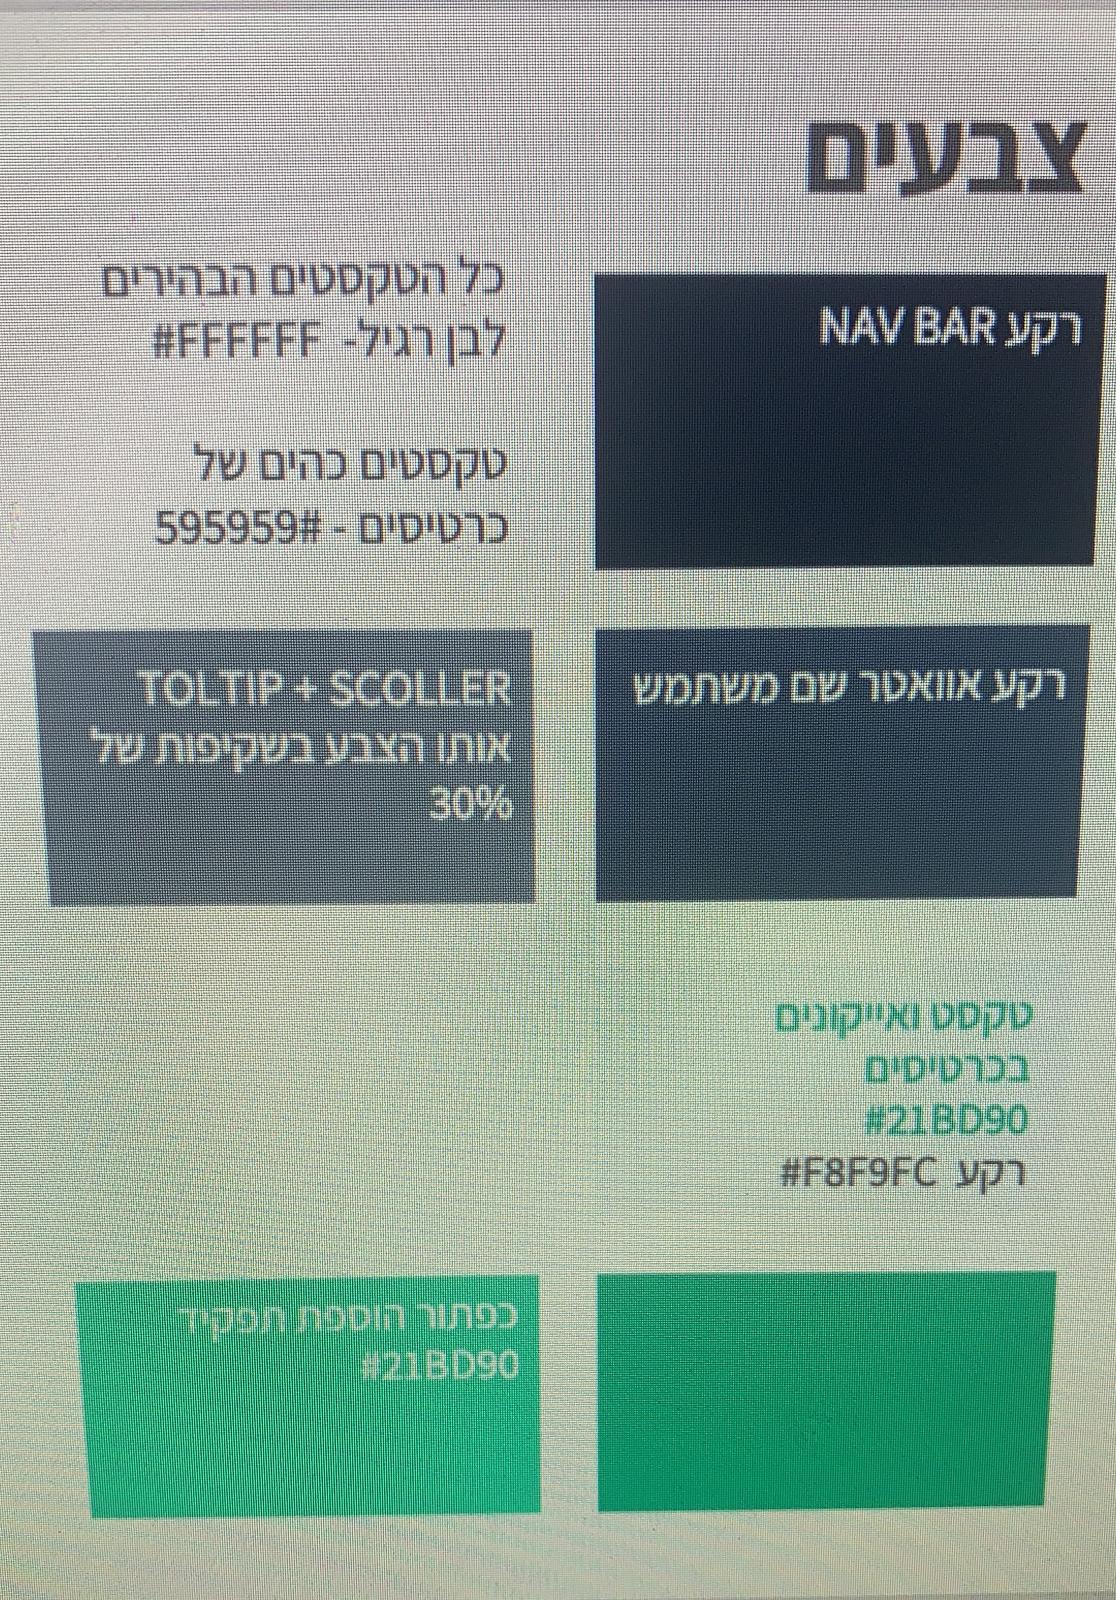 צבעים
רקע NAV BAR
כל הטקסטים הבהירים
לבן רגיל- #FFFFFF
טקסטים כהים של
כרטיסים - #595959
רקע אוואטר שם משתמש
TOLTIP + SCOLLER
אותו הצבע בשקיפות של
30%
טקסט ואייקונים
בכרטיסים
#21BD90
רקע #F8F9FC
כפתור הוספת תפקיד
#21BD90